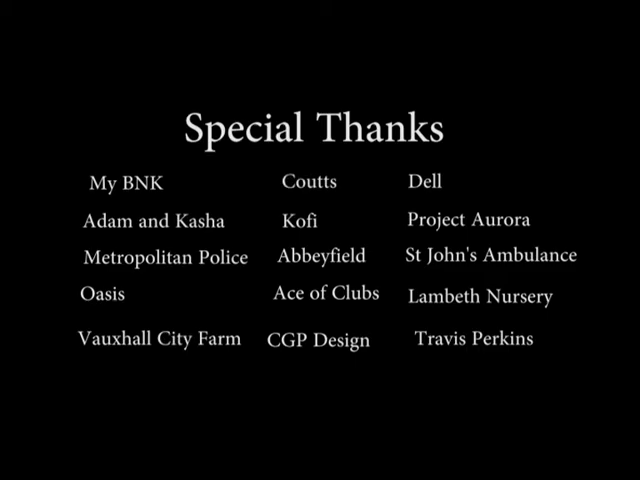 Special Thanks
My BNK Coutts Dell
Adam and Kasha Kofi Project Aurora
Metropolitan Police Abbeyfield St John's Ambulance
Oasis Ace of Clubs Lambeth Nursery
Vauxhall City Farm CGP Design Travis Perkins